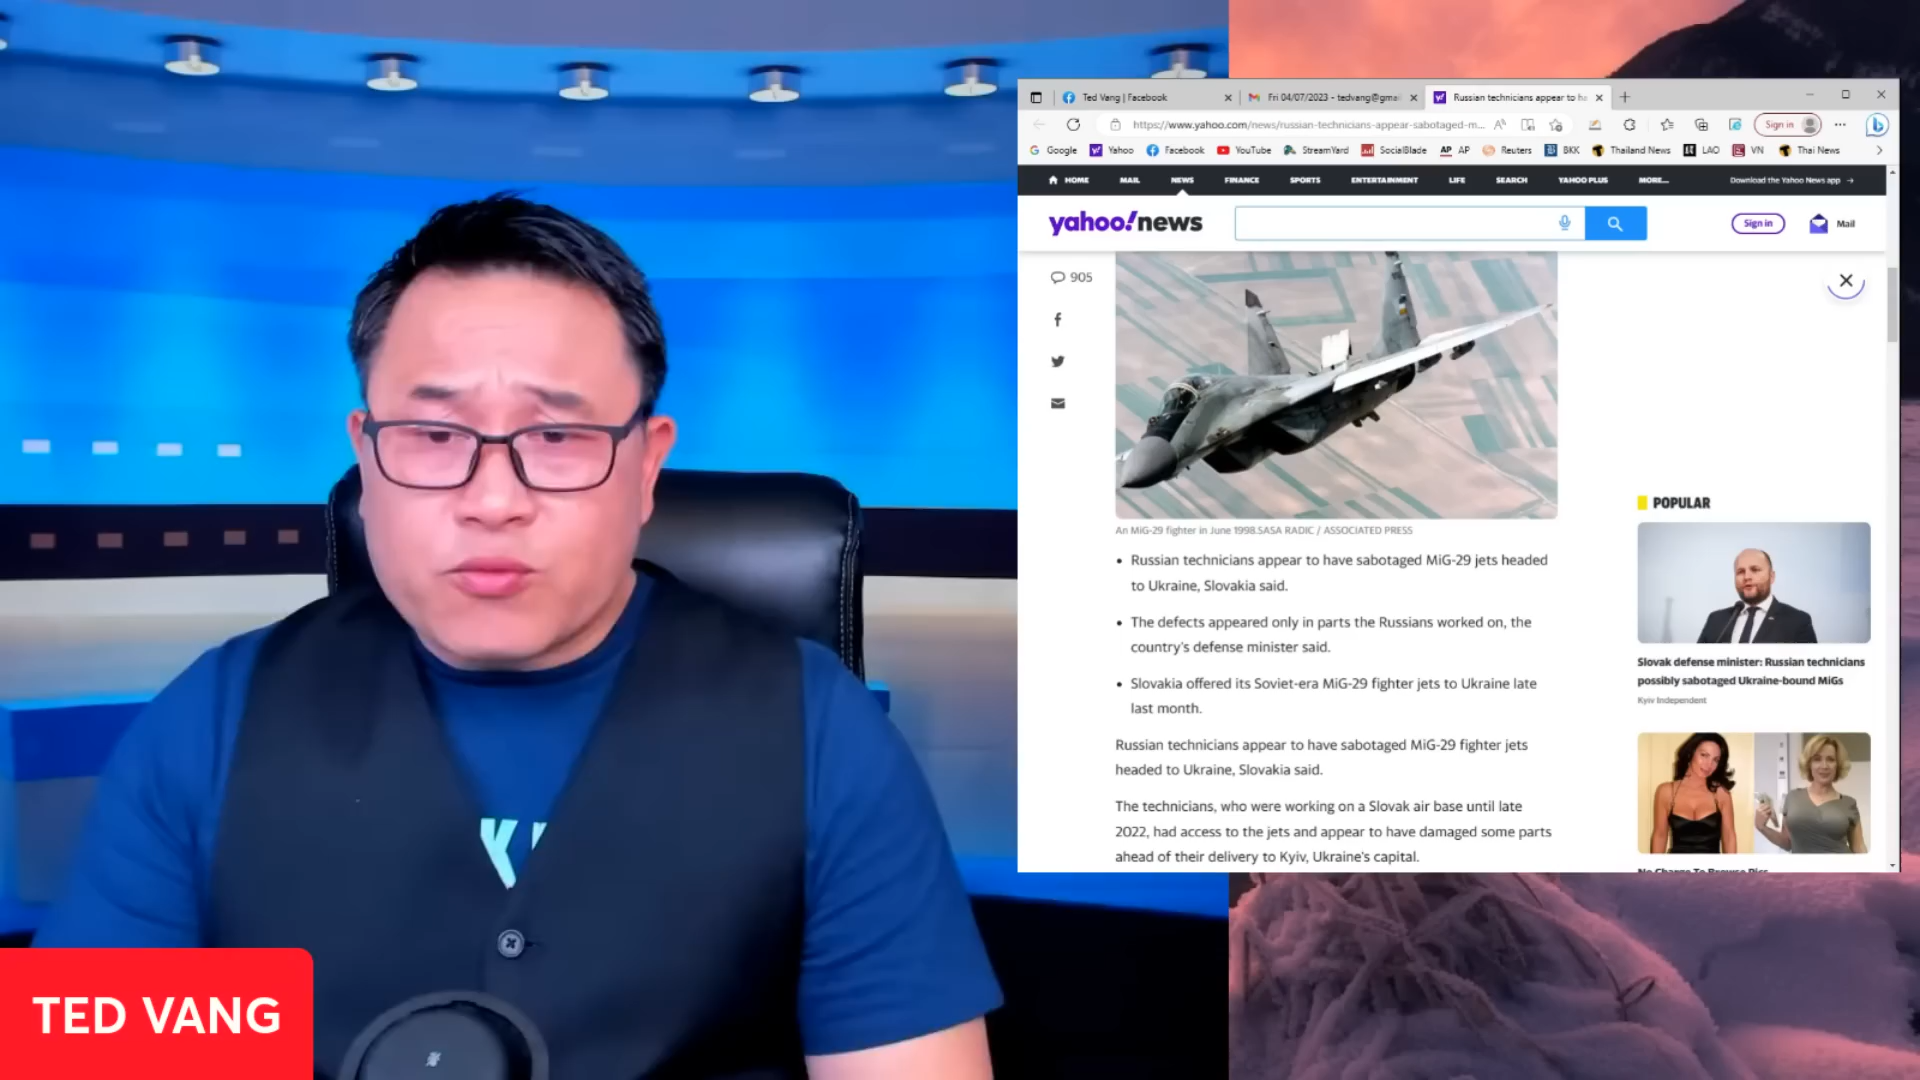 Ted Vang | Facebook
Fri 04/07/2023 - tedvang@gmai
Russian technicians appear to ha
https://www.yahoo.com/news/russian-technicians-appear-sabotaged-m...
Sign in
Google Yahoo Facebook YouTube StreamYard SocialBlade AP AP Reuters BKK Thailand News LAO VN Thai News
HOME MAIL NEWS FINANCE SPORTS ENTERTAINMENT LIFE SEARCH YAHOO PLUS MORE... Download the Yahoo News app →
yahoo!news
Sign in
Mail
905
An MiG-29 fighter in June 1998.SASA RADIC / ASSOCIATED PRESS
• Russian technicians appear to have sabotaged MiG-29 jets headed
to Ukraine, Slovakia said.
• The defects appeared only in parts the Russians worked on, the
country's defense minister said.
• Slovakia offered its Soviet-era MiG-29 fighter jets to Ukraine late
last month.
Russian technicians appear to have sabotaged MiG-29 fighter jets
headed to Ukraine, Slovakia said.
The technicians, who were working on a Slovak air base until late
2022, had access to the jets and appear to have damaged some parts
ahead of their delivery to Kyiv, Ukraine's capital.
POPULAR
Slovak defense minister: Russian technicians
possibly sabotaged Ukraine-bound MiGs
Kyiv Independent
No Charge To Browse Pics
TED VANG